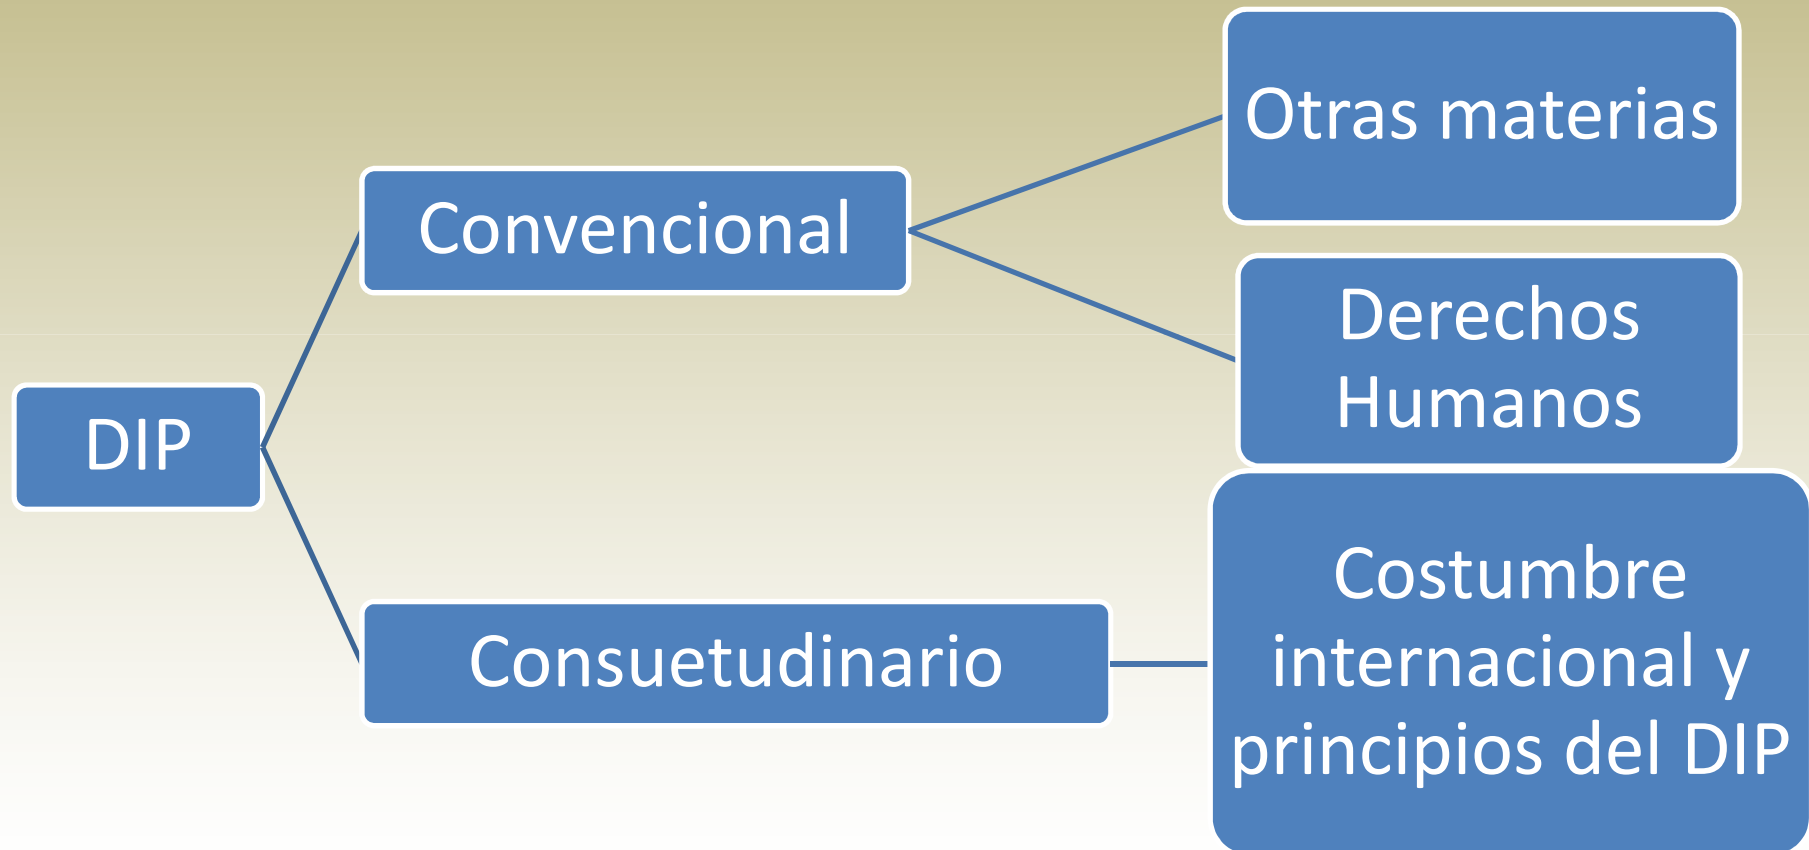 DIP
Convencional
Otras materias
Derechos
Humanos
Consuetudinario
Costumbre
internacional y
principios del DIP